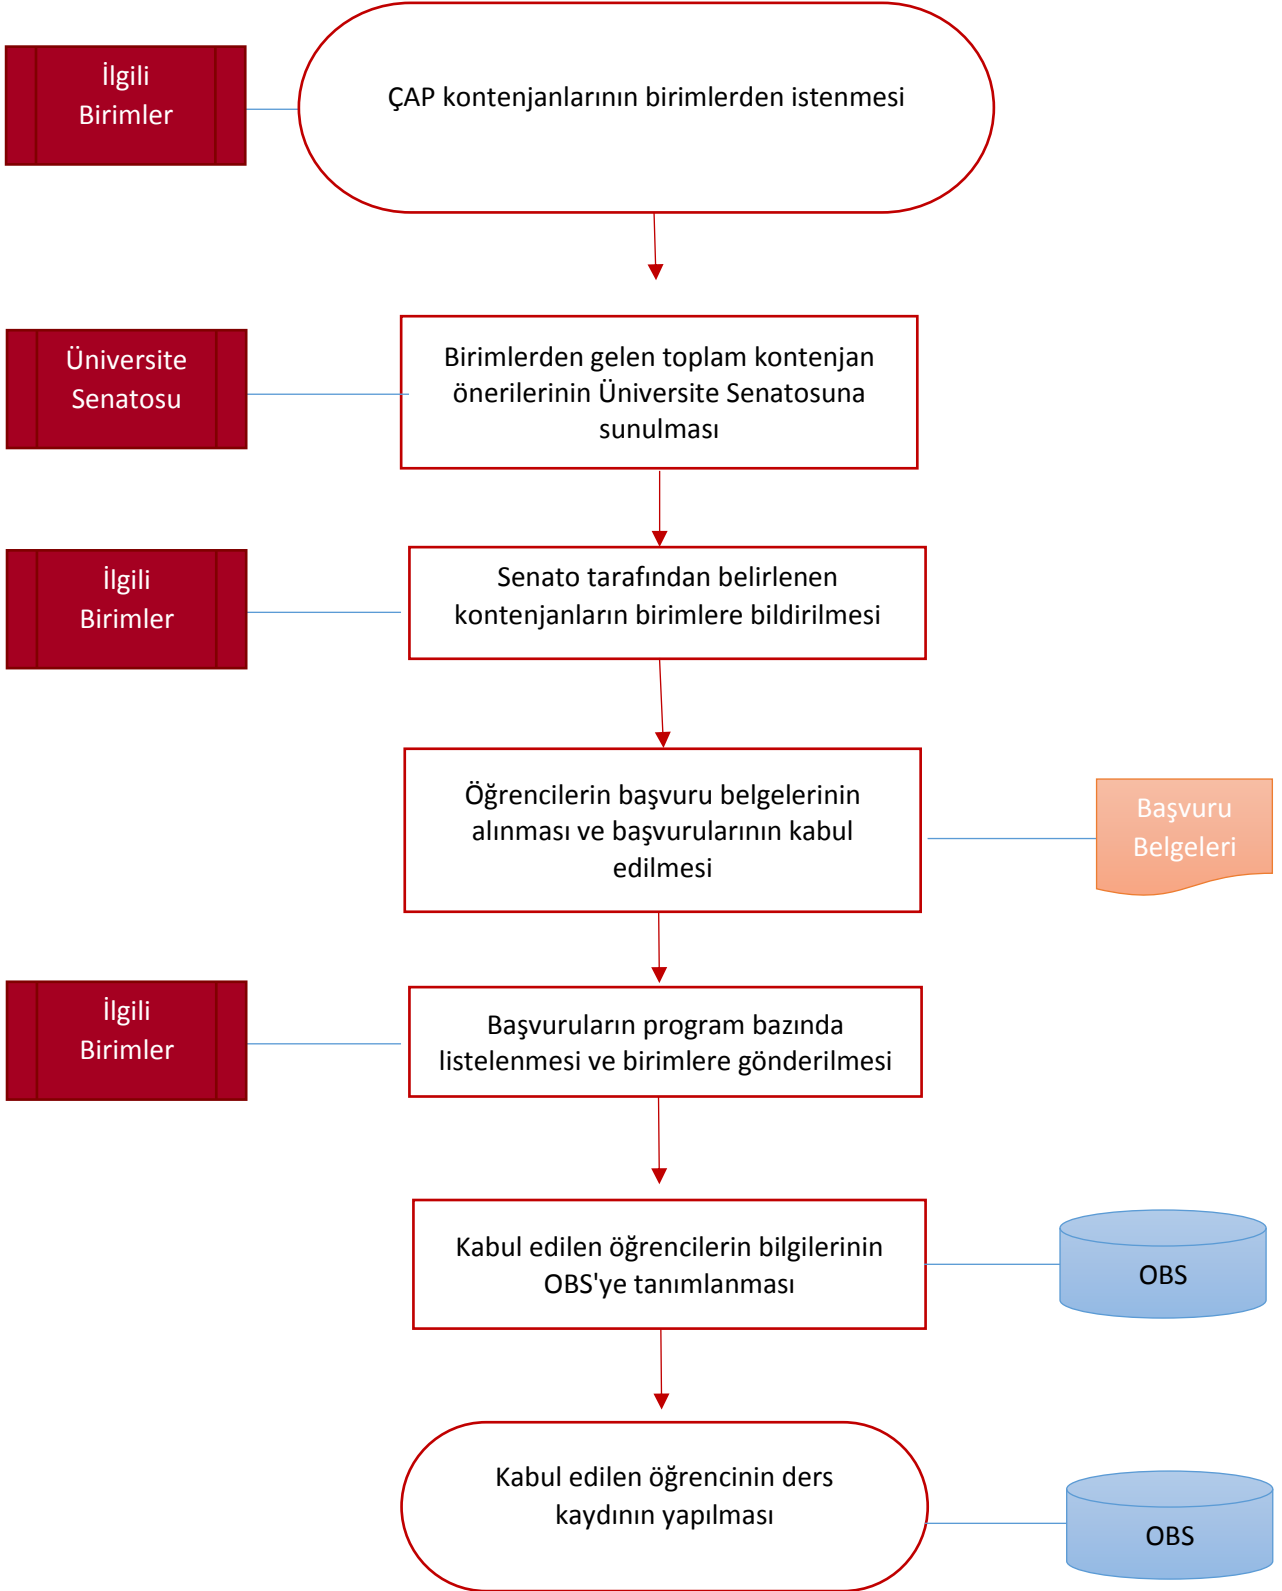 İlgili
Birimler
ÇAP kontenjanlarının birimlerden istenmesi
Üniversite
Senatosu
Birimlerden gelen toplam kontenjan
önerilerinin Üniversite Senatosuna
sunulması
İlgili
Birimler
Senato tarafından belirlenen
kontenjanların birimlere bildirilmesi
Öğrencilerin başvuru belgelerinin
alınması ve başvurularının kabul
edilmesi
Başvuru
Belgeleri
İlgili
Birimler
Başvuruların program bazında
listelenmesi ve birimlere gönderilmesi
Kabul edilen öğrencilerin bilgilerinin
OBS'ye tanımlanması
OBS
Kabul edilen öğrencinin ders
kaydının yapılması
OBS